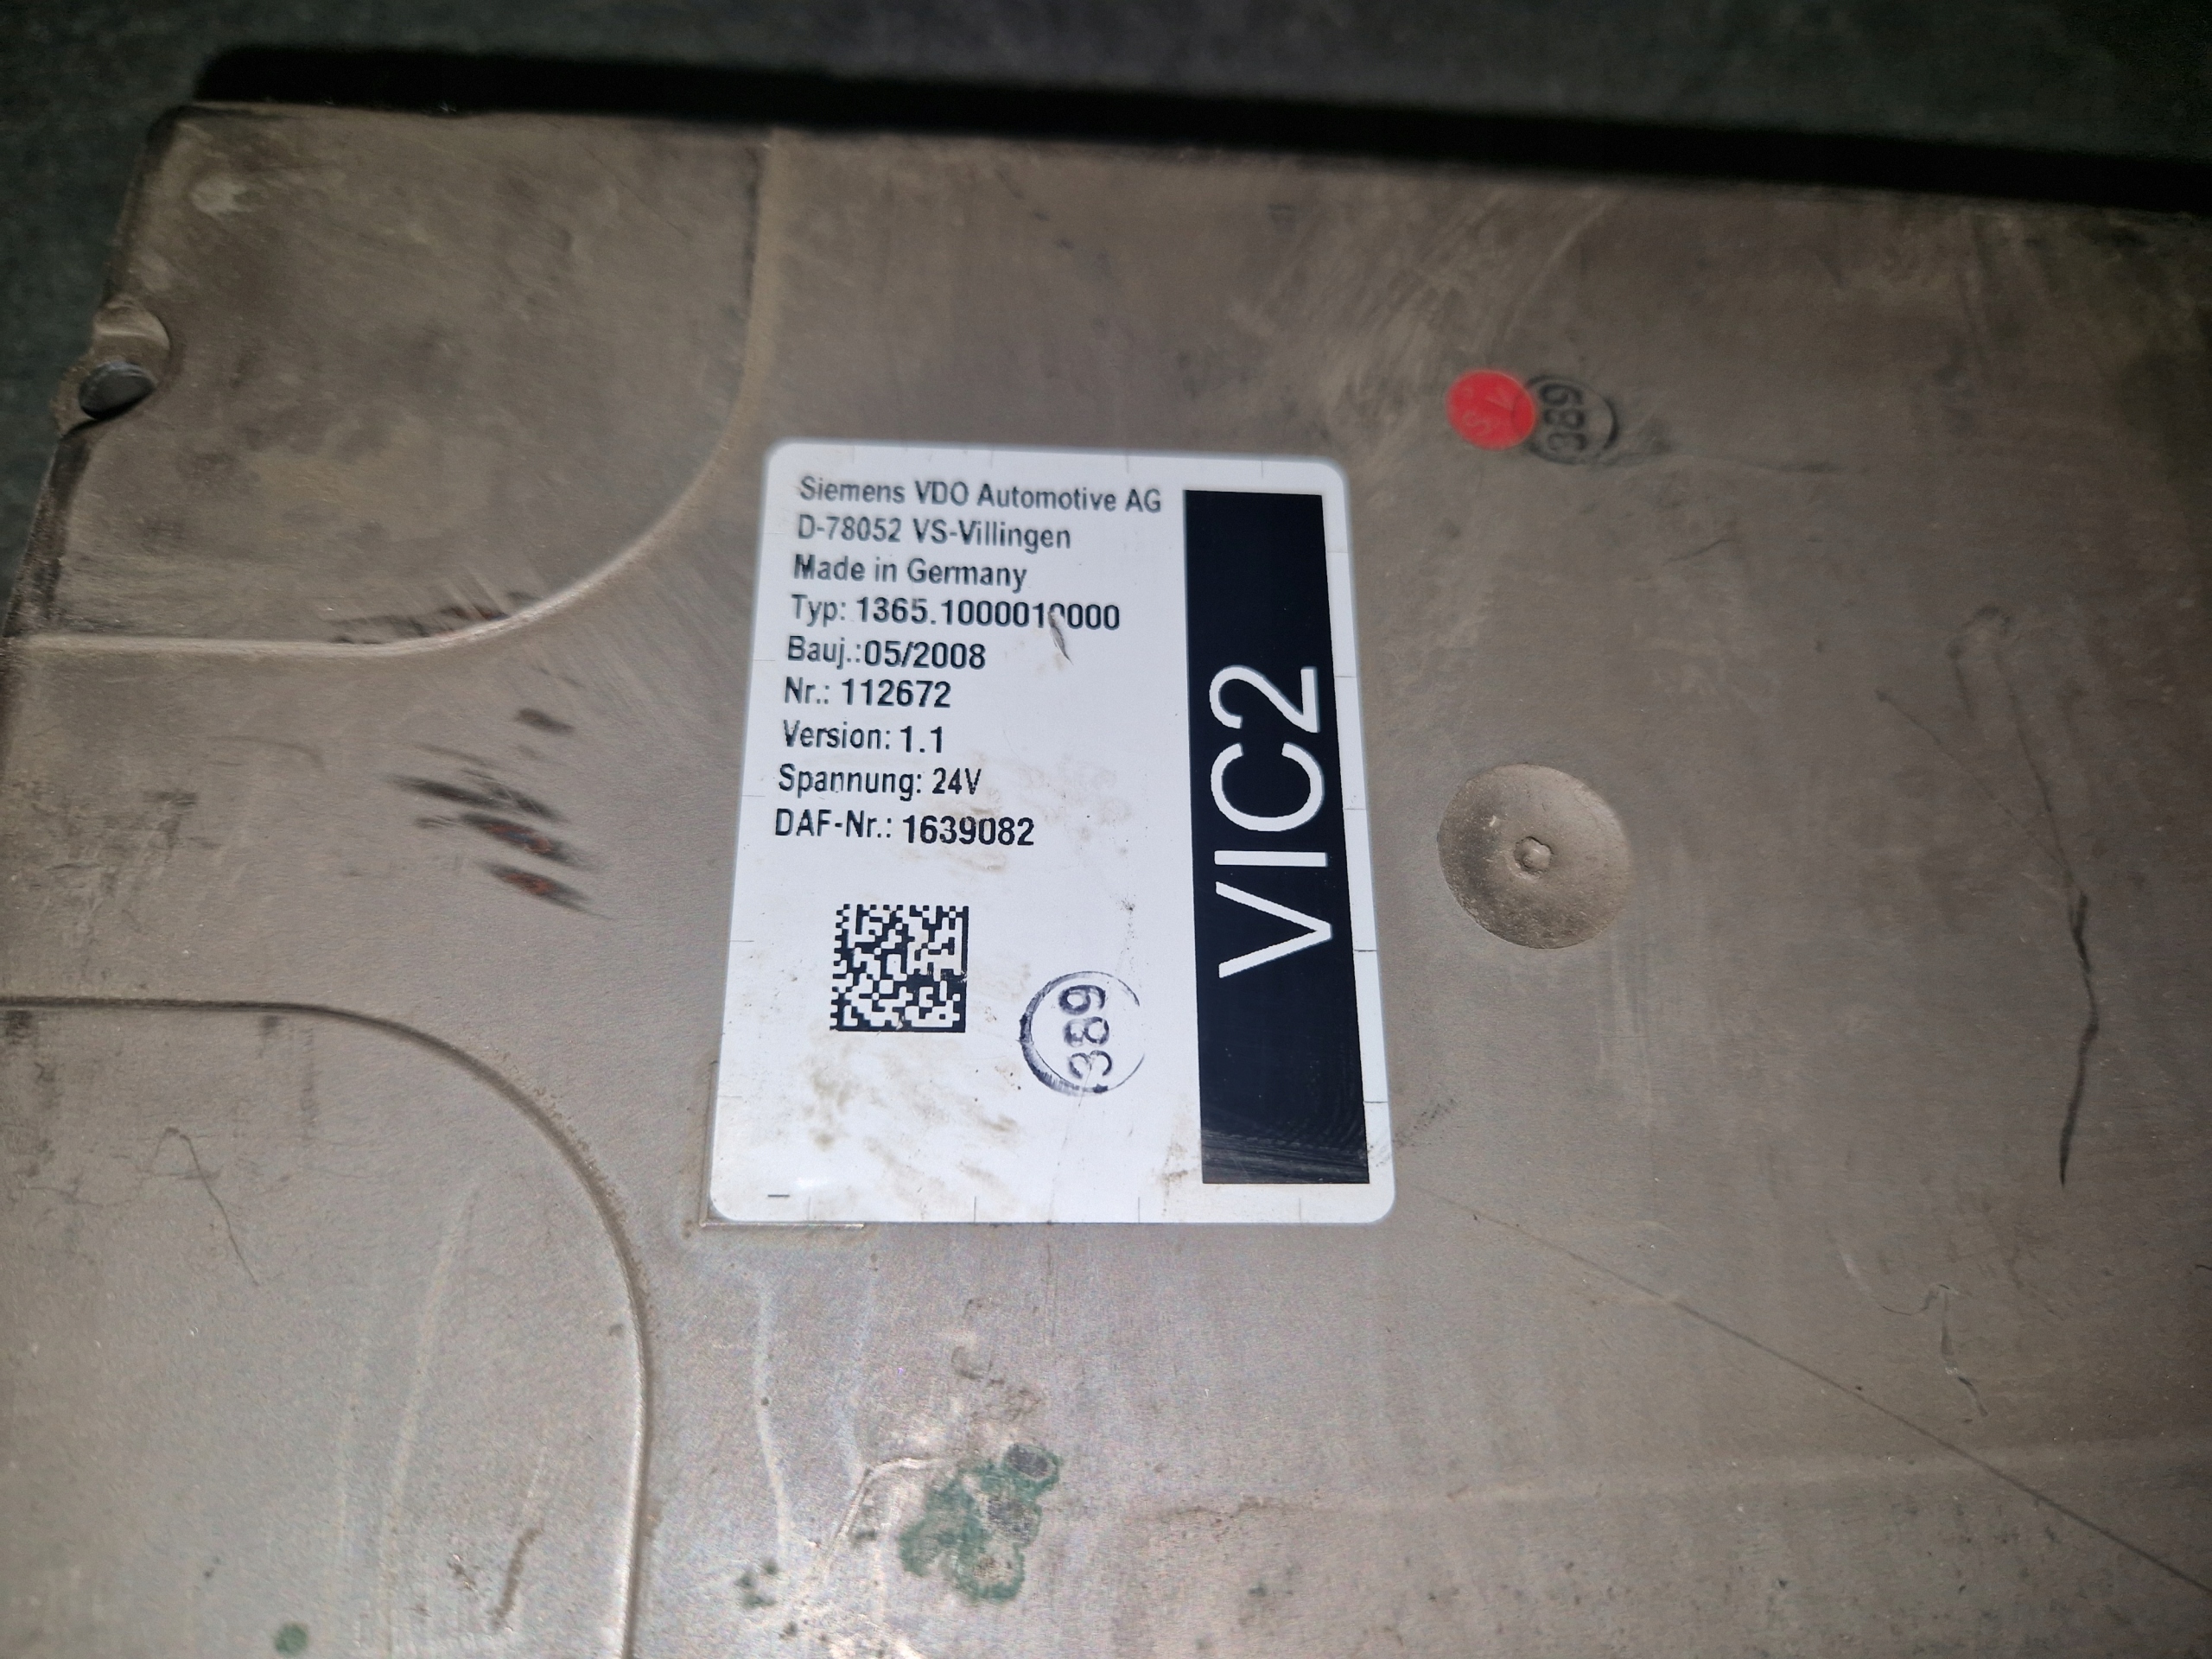 Siemens VDO Automotive AG
D-78052 VS-Villingen
Made in Germany
Typ: 1365.1000010000
Bauj.:05/2008
Nr.: 112672
Version: 1.1
Spannung: 24V
DAF-Nr.: 1639082
VIC2
389
389